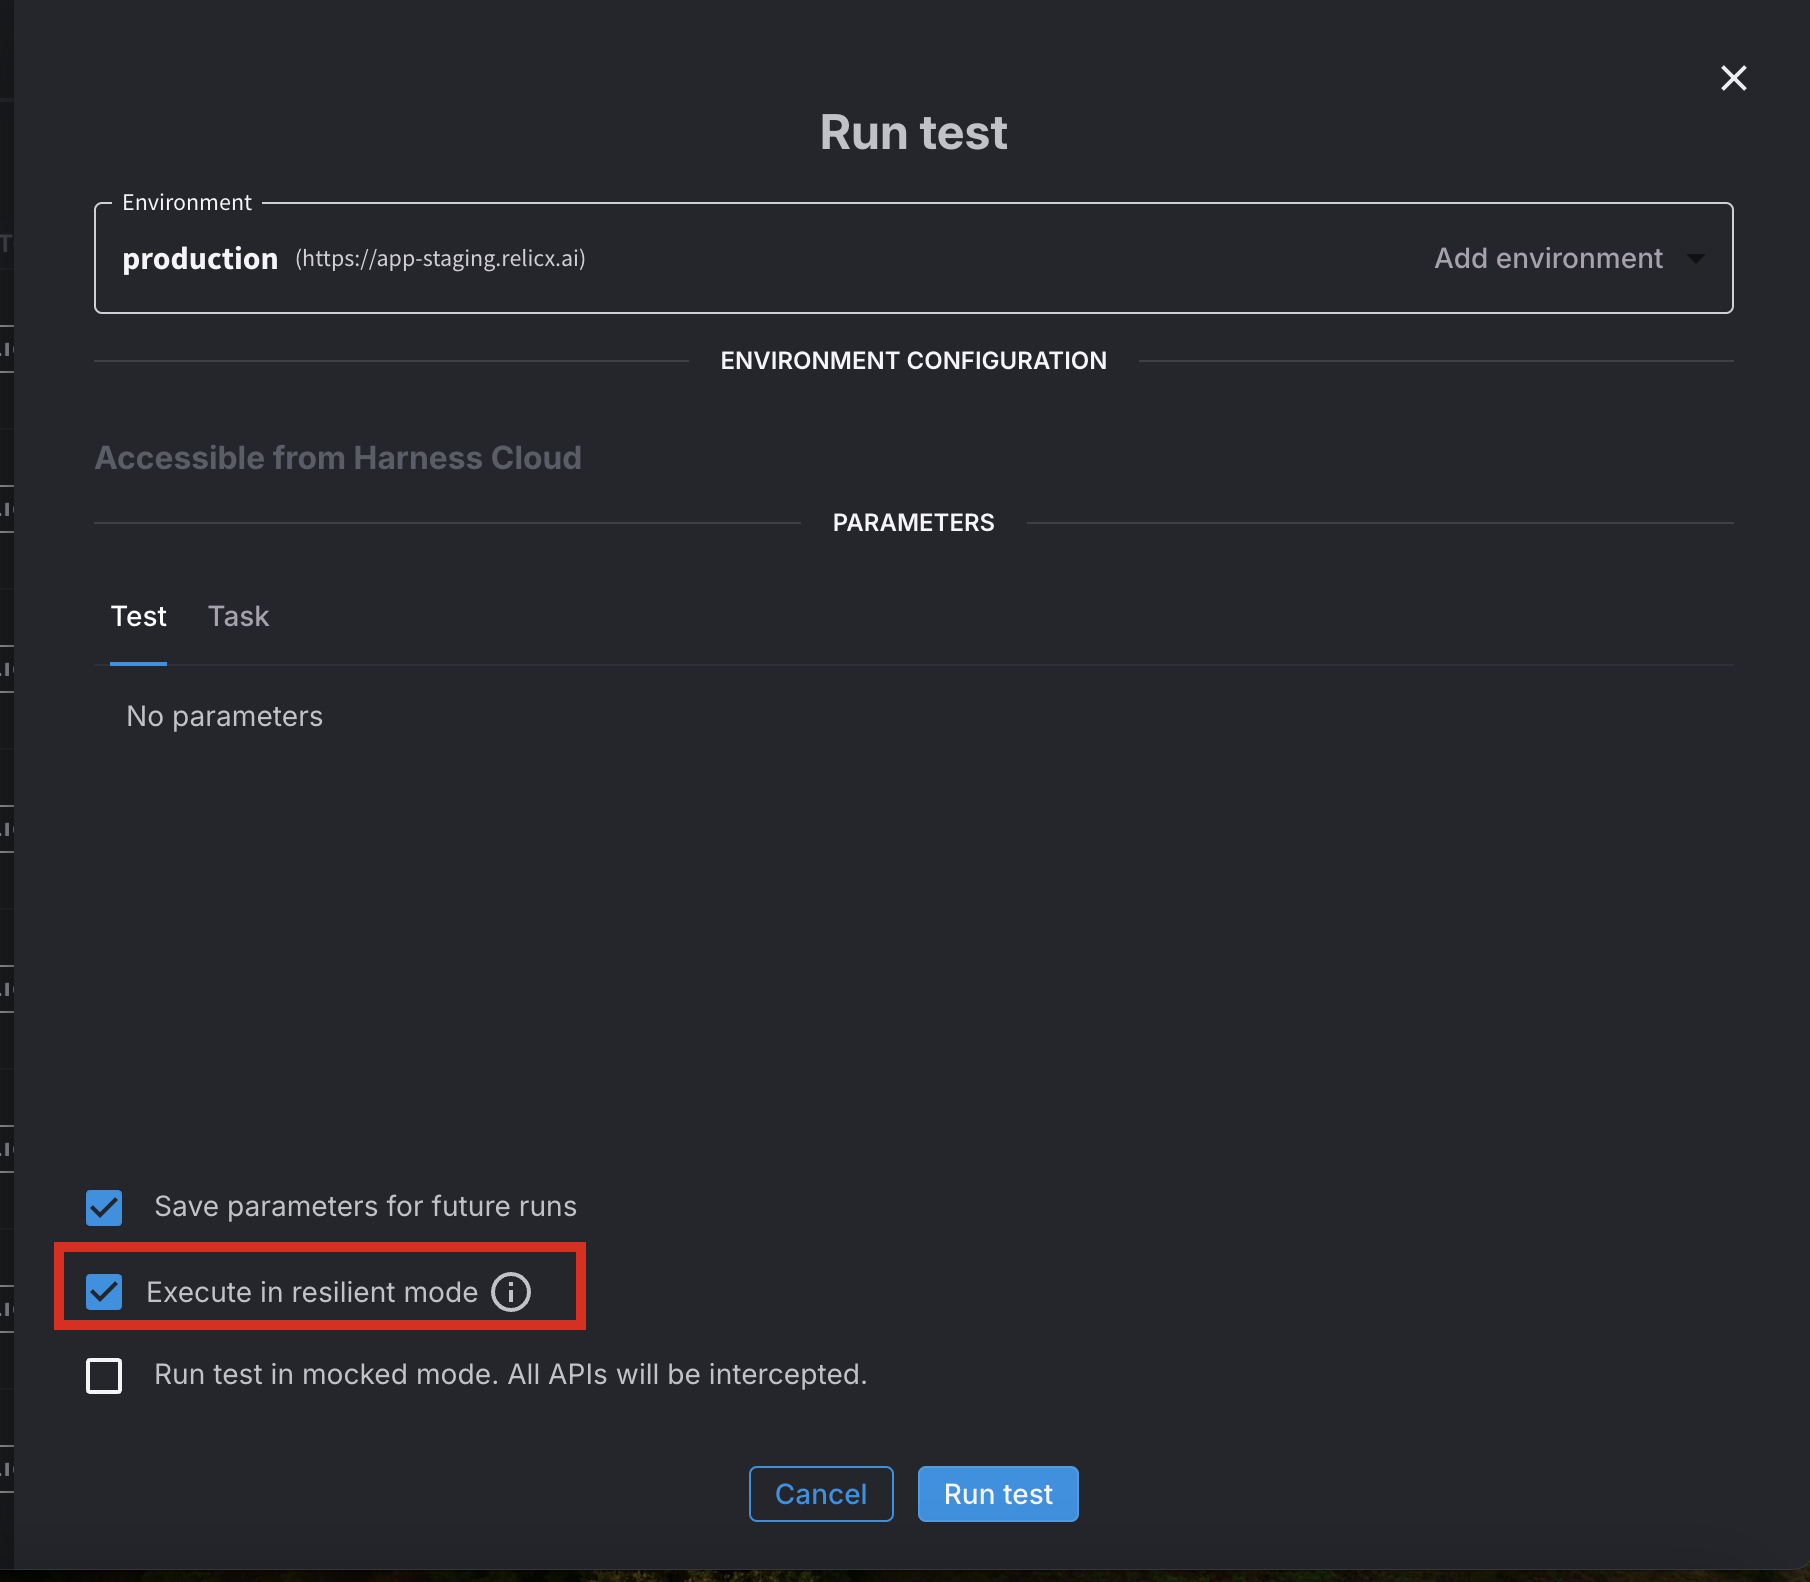 Run test
Environment
production (https://app-staging.relicx.ai)
Add environment
ENVIRONMENT CONFIGURATION
Accessible from Harness Cloud
PARAMETERS
Test Task
No parameters
Save parameters for future runs
Execute in resilient mode
Run test in mocked mode. All APIs will be intercepted.
Cancel Run test